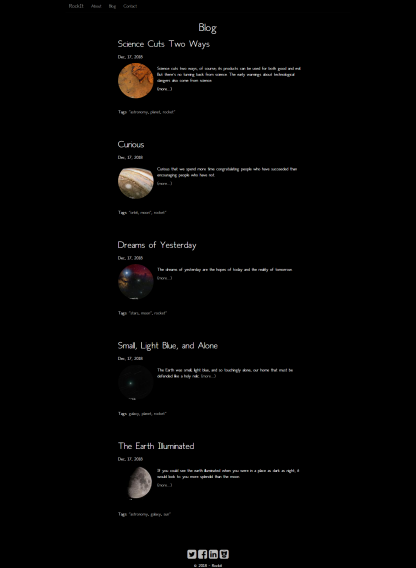 RockIt About Blog Contact
Blog
Science Cuts Two Ways
Dec, 17, 2018
Science cuts two ways, of course; its products can be used for both good and evil.
But there's no turning back from science. The early warnings about technological
dangers also come from science.
(more...)
Tags: "astronomy, planet, rocket"
Curious
Dec, 17, 2018
Curious that we spend more time congratulating people who have succeeded than
encouraging people who have not.
(more...)
Tags: "orbit, moon", rocket"
Dreams of Yesterday
Dec, 17, 2018
The dreams of yesterday are the hopes of today and the reality of tomorrow.
(more...)
Tags: "stars, moon", rocket"
Small, Light Blue, and Alone
Dec, 17, 2018
The Earth was small, light blue, and so touchingly alone, our home that must be
defended like a holy relic. (more...)
Tags: galaxy, planet, rocket"
The Earth Illuminated
Dec, 17, 2018
If you could see the earth illuminated when you were in a place as dark as night, it
would look to you more splendid than the moon.
(more...)
Tags: "astronomy, galaxy, sun"
© 2018 - RockIt